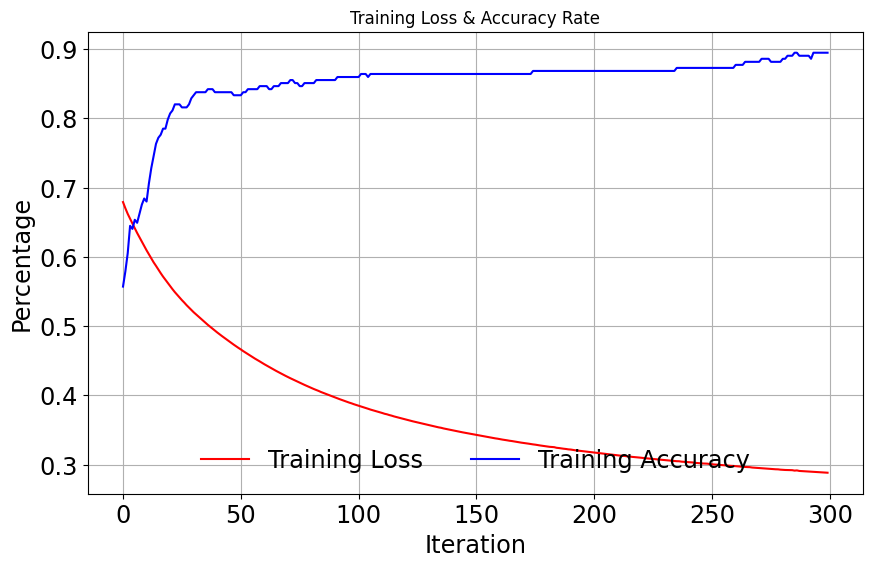 Training Loss & Accuracy Rate
Percentage
0.9
0.8
0.7
0.6
0.5
0.4
0.3
Training Loss Training Accuracy
0 50 100 150 200 250 300
Iteration